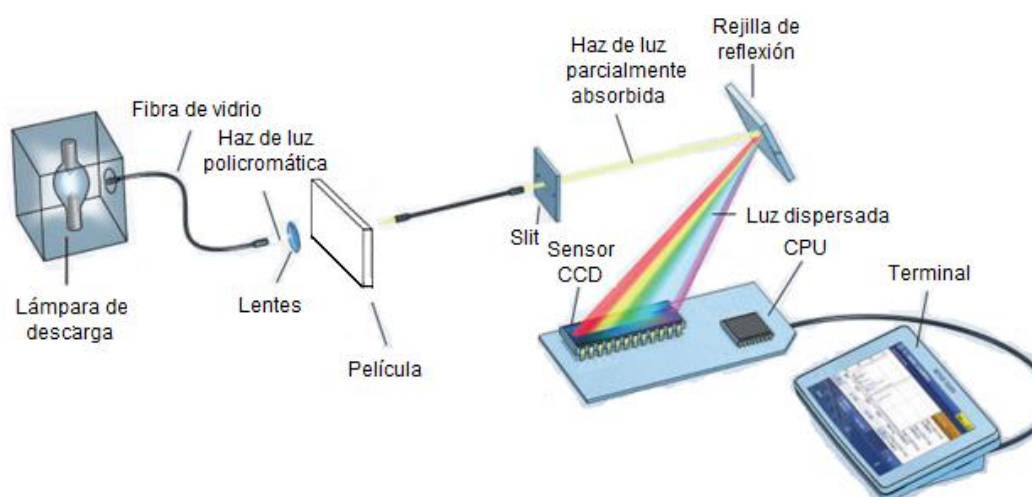 Fibra de vidrio
Haz de luz
policromática
Lámpara de
descarga
Lentes
Película
Haz de luz
parcialmente
absorbida
Slit
Rejilla de
reflexión
Luz dispersada
Sensor
CCD
CPU
Terminal